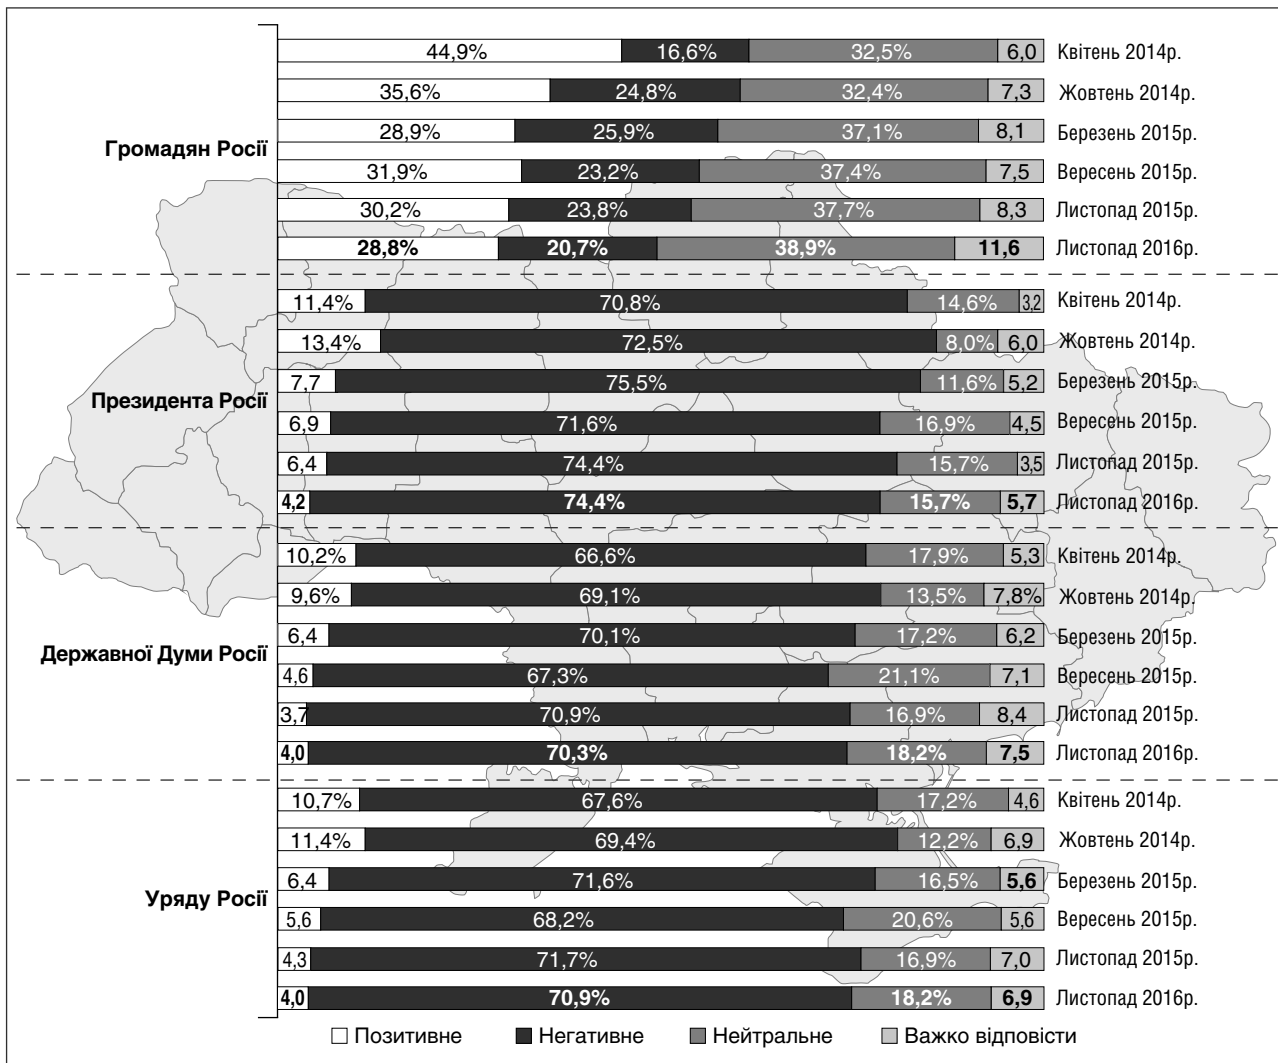 44,9% 16,6% 32,5% 6,0 Квітень 2014р.
35,6% 24,8% 32,4% 7,3 Жовтень 2014р.
28,9% 25,9% 37,1% 8,1 Березень 2015р.
Громадян Росії
31,9% 23,2% 37,4% 7,5 Вересень 2015р.
30,2% 23,8% 37,7% 8,3 Листопад 2015р.
28,8% 20,7% 38,9% 11,6 Листопад 2016р.
11,4% 70,8% 14,6% 3,2 Квітень 2014р.
13,4% 72,5% 8,0% 6,0 Жовтень 2014р.
7,7 75,5% 11,6% 5,2 Березень 2015р.
Президента Росії
6,9 71,6% 16,9% 4,5 Вересень 2015р.
6,4 74,4% 15,7% 3,5 Листопад 2015р.
4,2 74,4% 15,7% 5,7 Листопад 2016р.
10,2% 66,6% 17,9% 5,3 Квітень 2014р.
9,6% 69,1% 13,5% 7,8% Жовтень 2014р.
6,4 70,1% 17,2% 6,2 Березень 2015р.
Державної Думи Росії
4,6 67,3% 21,1% 7,1 Вересень 2015р.
3,7 70,9% 16,9% 8,4 Листопад 2015р.
4,0 70,3% 18,2% 7,5 Листопад 2016р.
10,7% 67,6% 17,2% 4,6 Квітень 2014р.
11,4% 69,4% 12,2% 6,9 Жовтень 2014р.
6,4 71,6% 16,5% 5,6 Березень 2015р.
Уряду Росії
5,6 68,2% 20,6% 5,6 Вересень 2015р.
4,3 71,7% 16,9% 7,0 Листопад 2015р.
4,0 70,9% 18,2% 6,9 Листопад 2016р.
Позитивне Негативне Нейтральне Важко відповісти